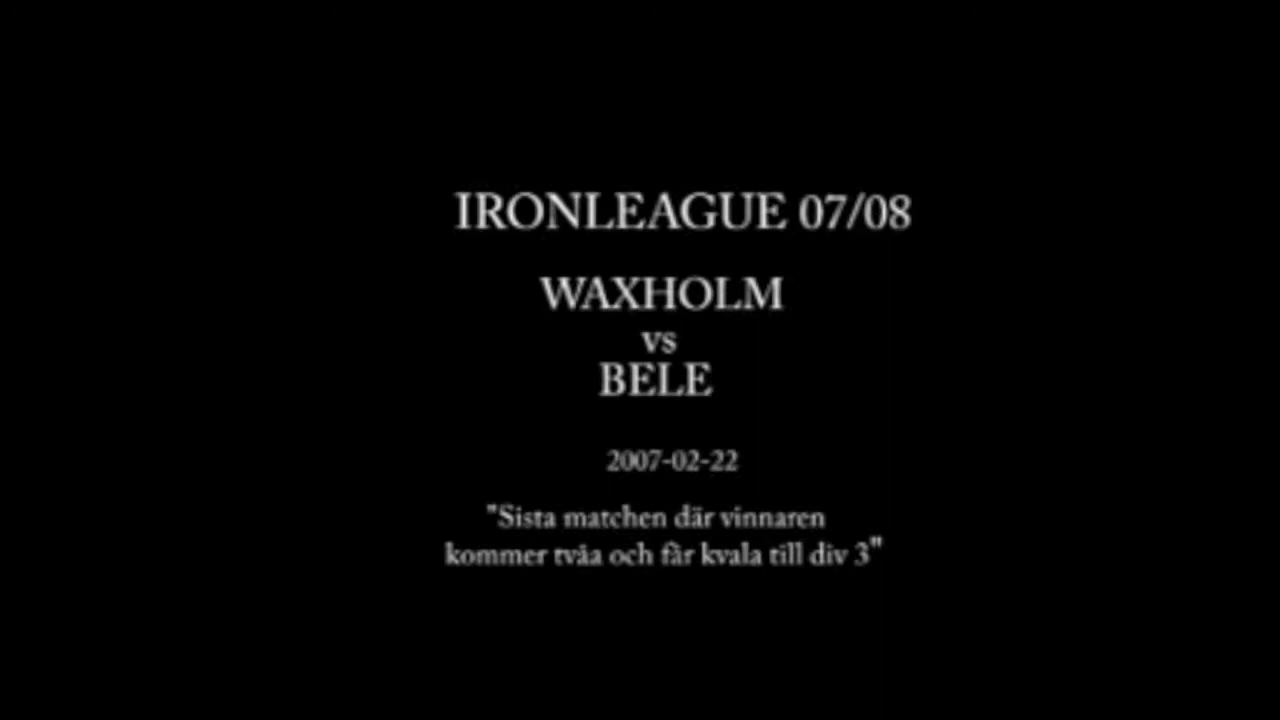 IRONLEAGUE 07/08
WAXHOLM
vs
BELE
2007-02-22
"Sista matchen där vinnaren
kommer tvåa och får kvala till div 3"